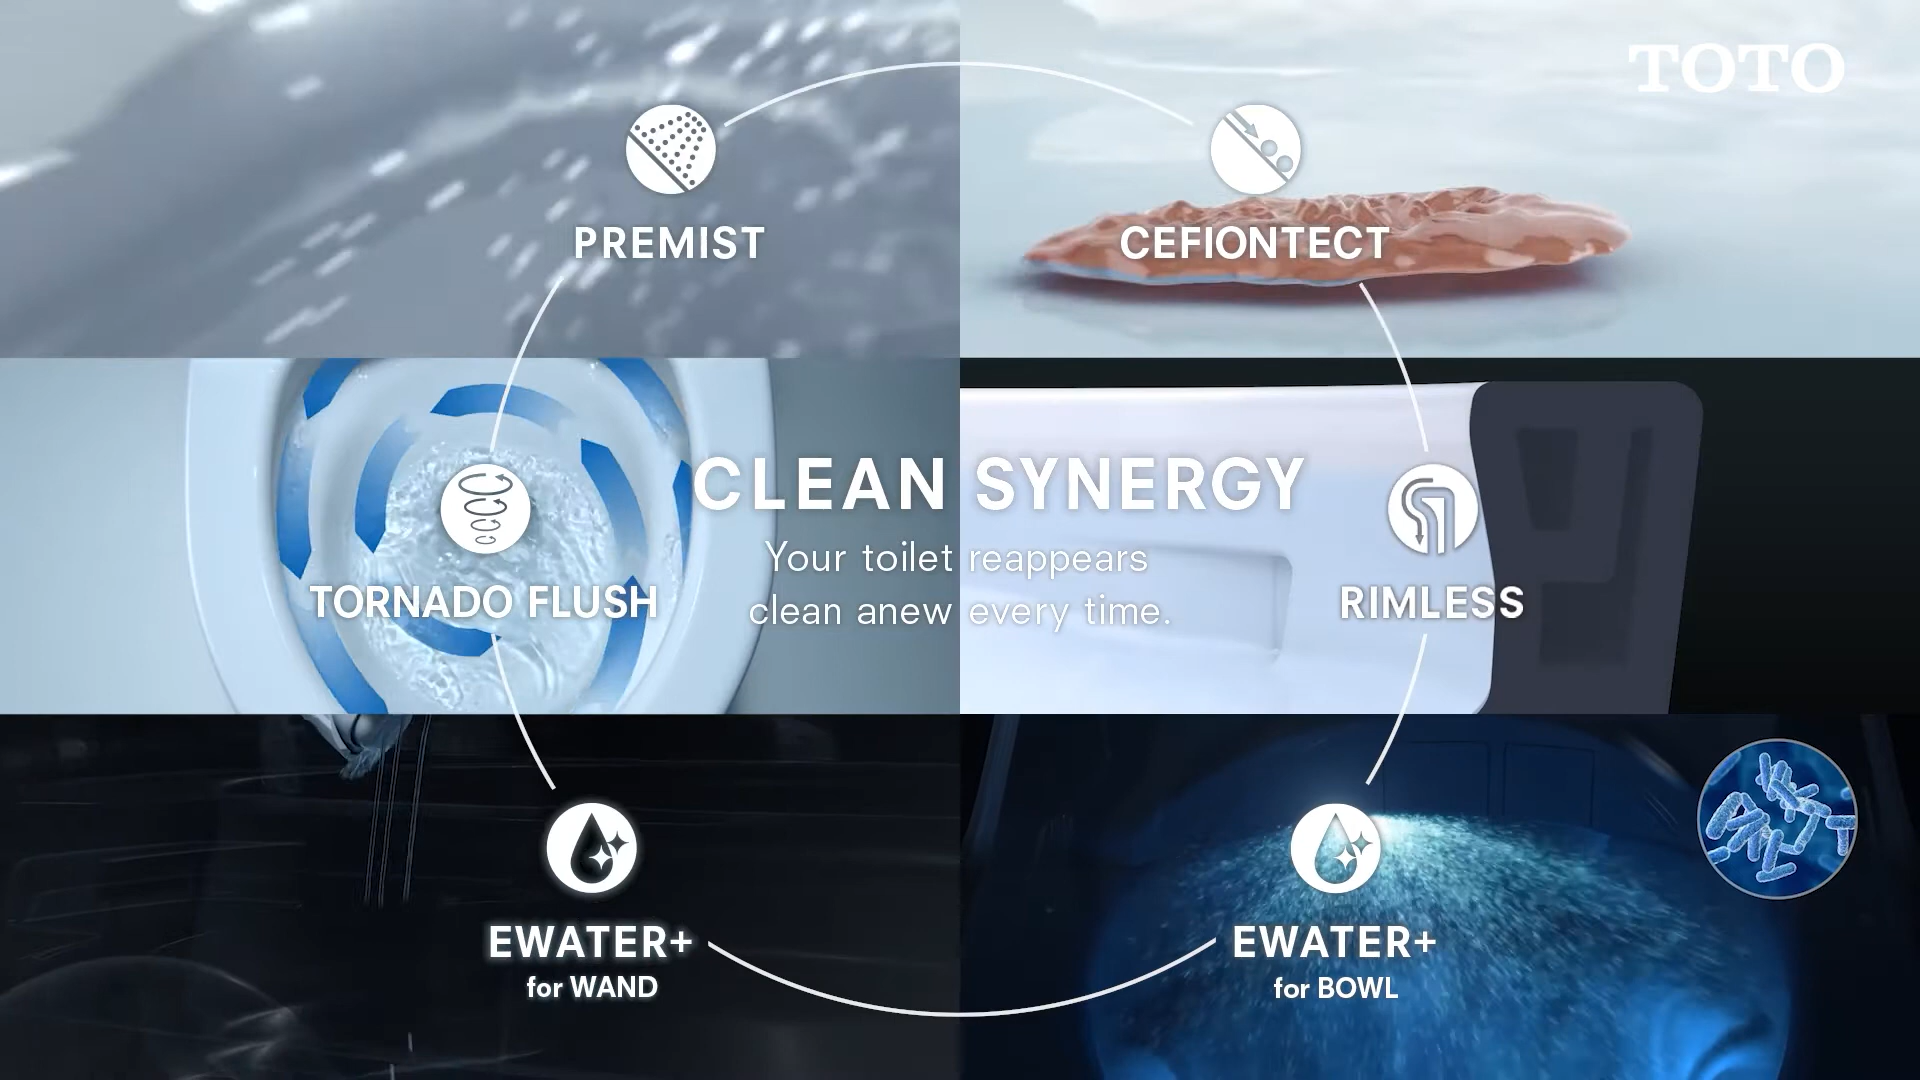 TOTO
PREMIST
CEFIONTECT
CLEAN SYNERGY
Your toilet reappears
clean anew every time.
TORNADO FLUSH
RIMLESS
EWATER+
for WAND
EWATER+
for BOWL